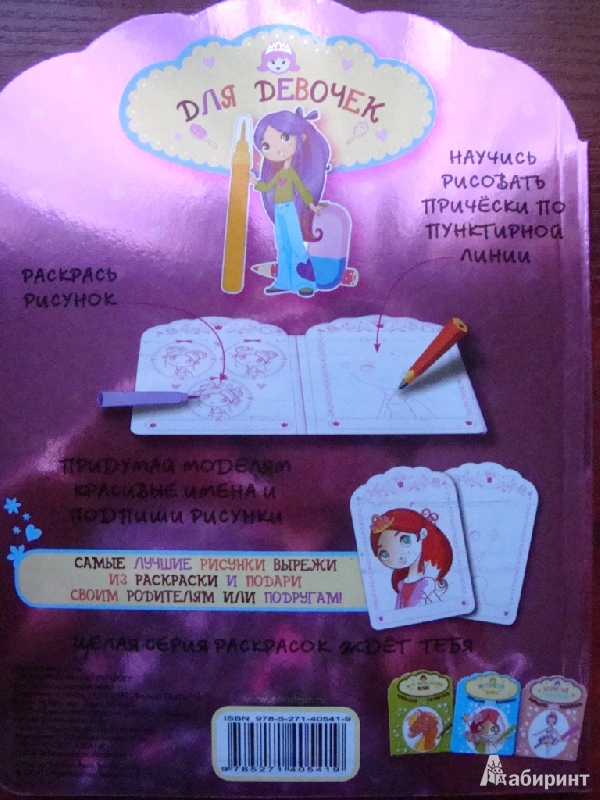 ДЛЯ ДЕВОЧЕК
НАУЧИСЬ
РИСОВАТЬ
ПРИЧЁСКИ ПО
ПУНКТИРНОЙ
ЛИНИИ
РАСКРАСЬ
РИСУНОК
ПРИДУМАЙ МОДЕЛЯМ
КРАСИВЫЕ ИМЕНА И
ПОДПИШИ РИСУНКИ
САМЫЕ ЛУЧШИЕ РИСУНКИ ВЫРЕЖИ
ИЗ РАСКРАСКИ И ПОДАРИ
СВОИМ РОДИТЕЛЯМ ИЛИ ПОДРУГАМ!
ЦЕЛАЯ СЕРИЯ РАСКРАСОК ЖДЁТ ТЕБЯ
ISBN 978-5-271-40541-9
9785271405419
Лабиринт